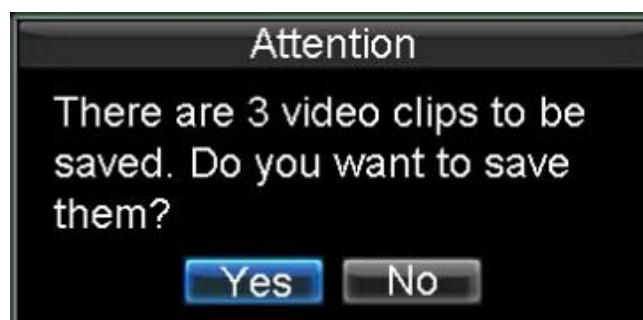 Attention
There are 3 video clips to be
saved. Do you want to save
them?
Yes No